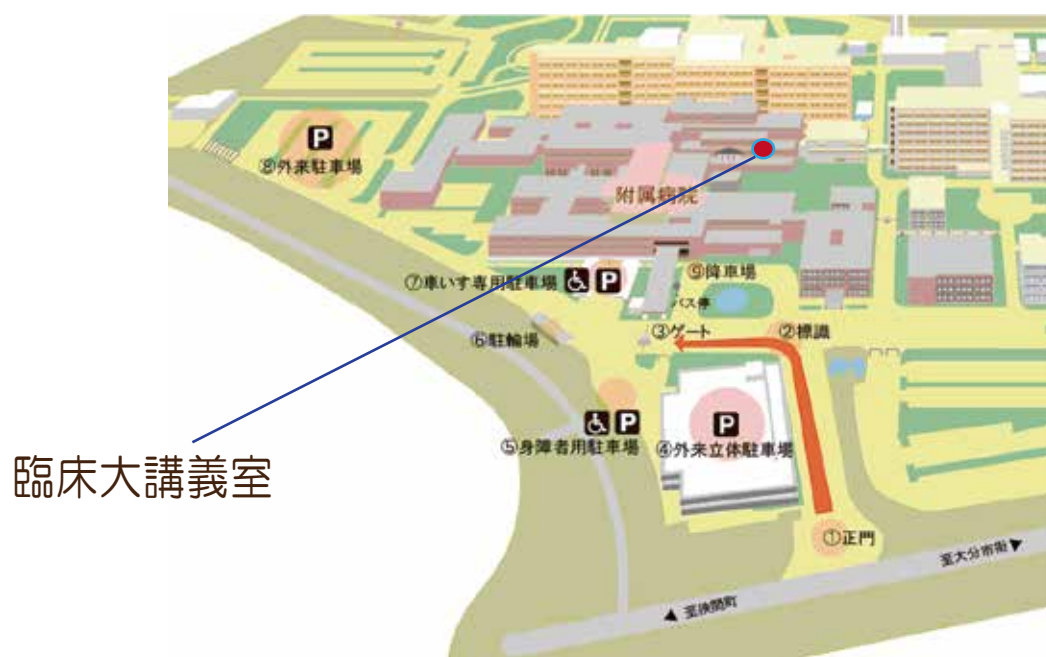 P
⑧外来駐車場
附属病院
⑦車いす専用駐車場 P
⑨降車場
バス停
⑥駐輪場
③ゲート
②標識
P
⑤身障者用駐車場
P
④外来立体駐車場
臨床大講義室
①正門
至大分市街▶
◀至挾間町